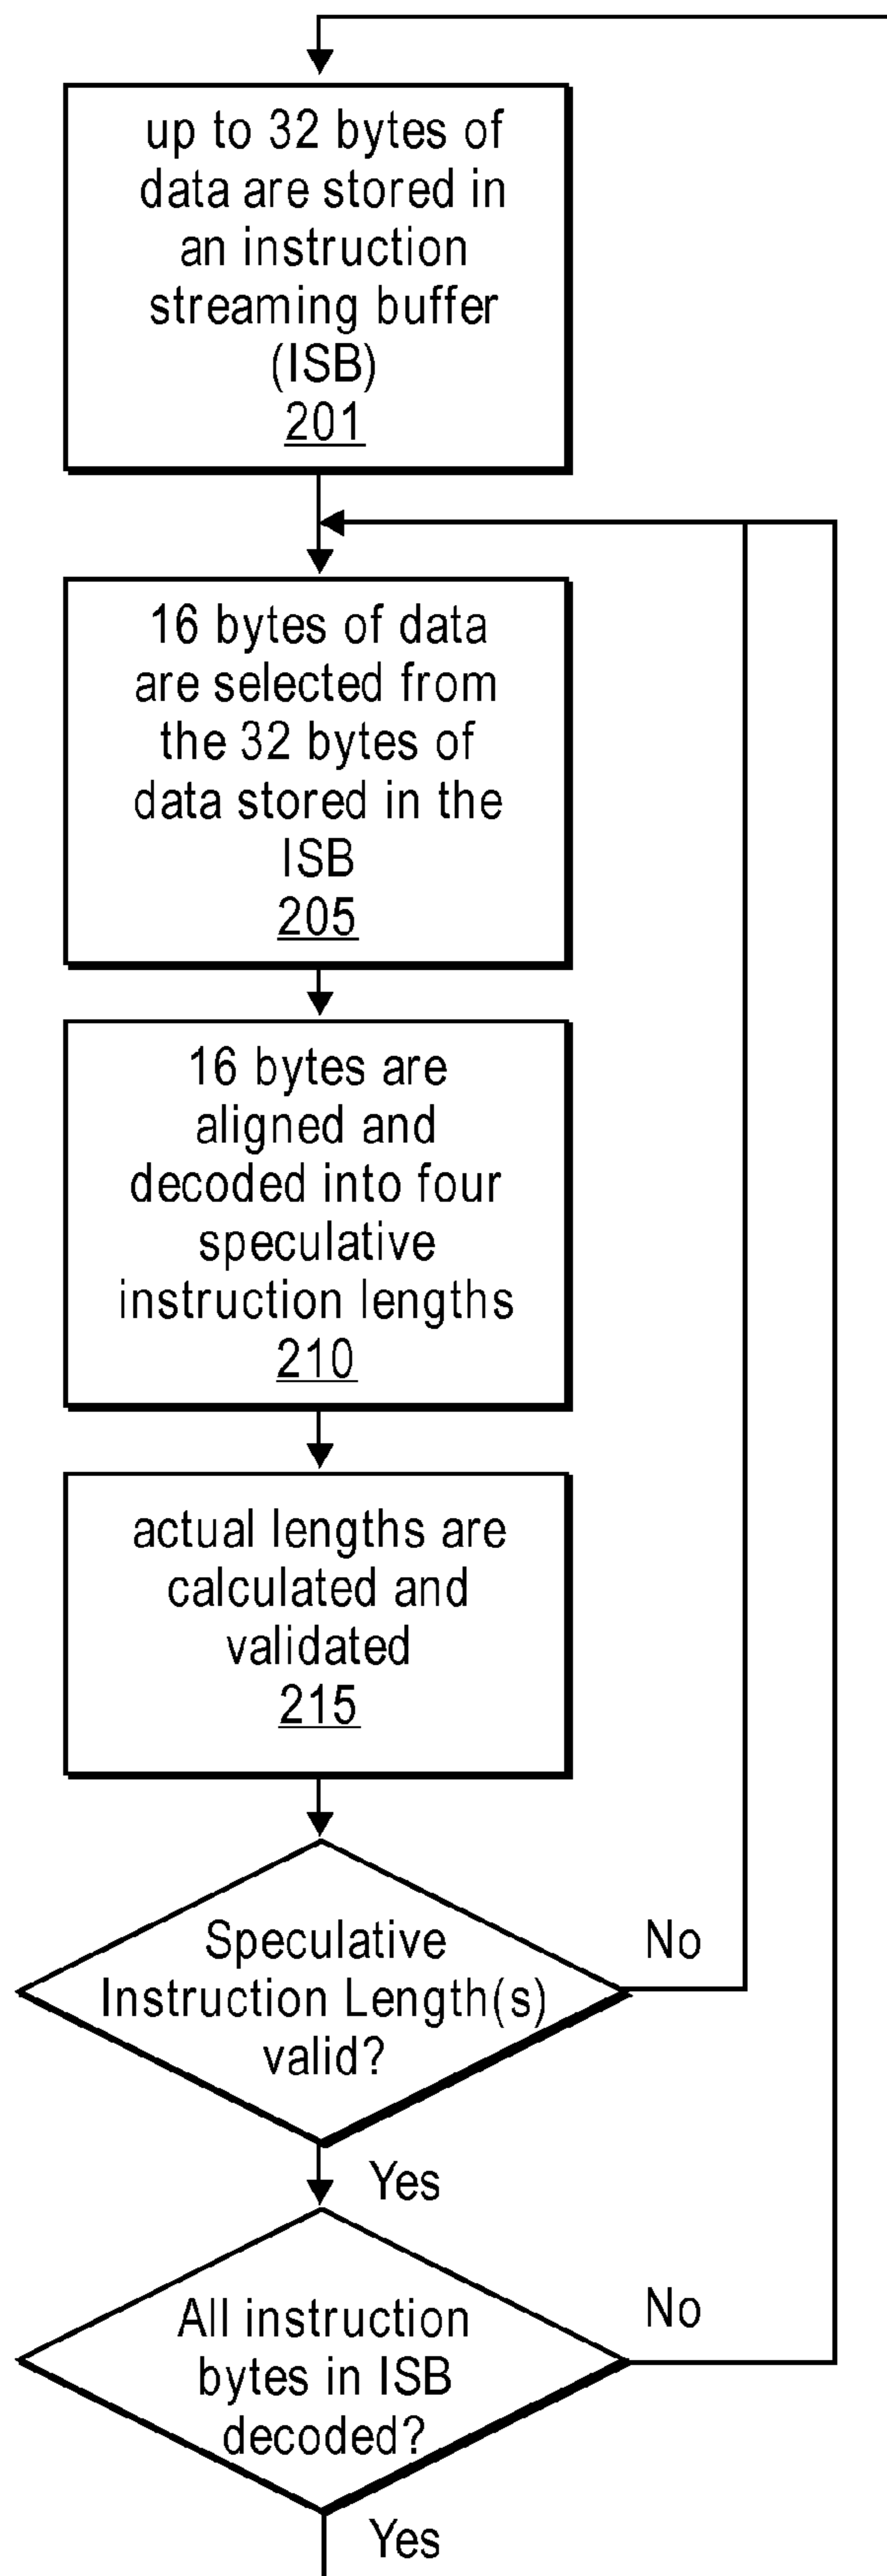 up to 32 bytes of
data are stored in
an instruction
streaming buffer
(ISB)
201
16 bytes of data
are selected from
the 32 bytes of
data stored in the
ISB
205
16 bytes are
aligned and
decoded into four
speculative
instruction lengths
210
actual lengths are
calculated and
validated
215
Speculative
Instruction Length(s)
valid?
No
Yes
All instruction
bytes in ISB
decoded?
No
Yes